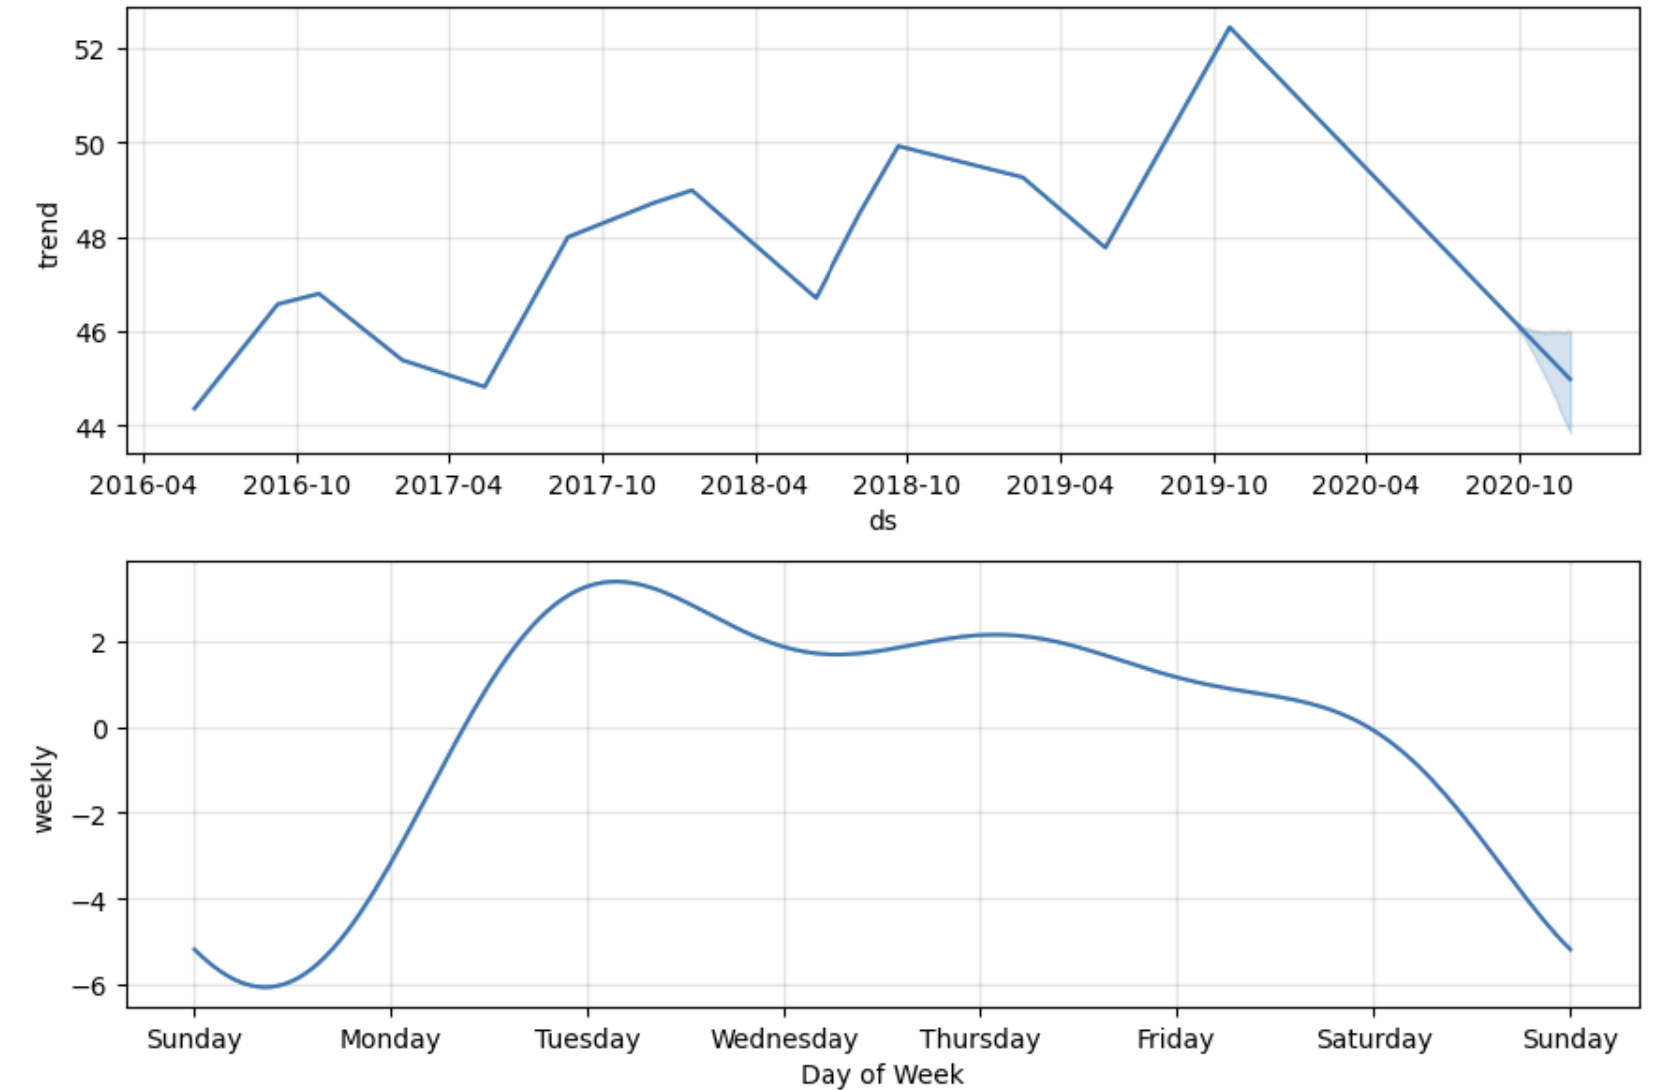 52
50
48
46
44
trend
2016-04 2016-10 2017-04 2017-10 2018-04 2018-10 2019-04 2019-10 2020-04 2020-10
ds
2
0
−2
−4
−6
weekly
Sunday Monday Tuesday Wednesday Thursday Friday Saturday Sunday
Day of Week